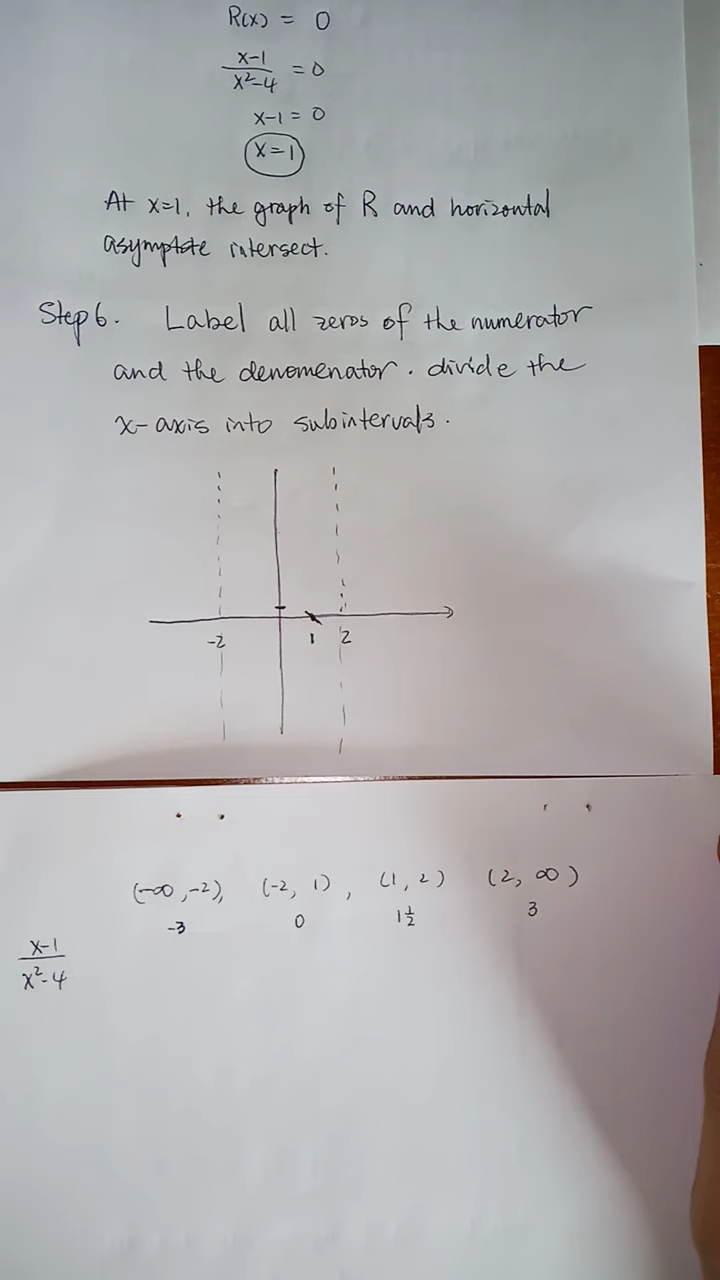 R(x) = 0
x-1/x²-4 = 0
x-1 = 0
x=1
At x=1, the graph of R and horizontal
asymptote intersect.
Step 6. Label all zeros of the numerator
and the denomenator. divide the
x-axis into subintervals.
-2 1 2
(-∞,-2), (-2, 1), (1, 2) (2, ∞)
-3 0 1½ 3
x-1/x²-4